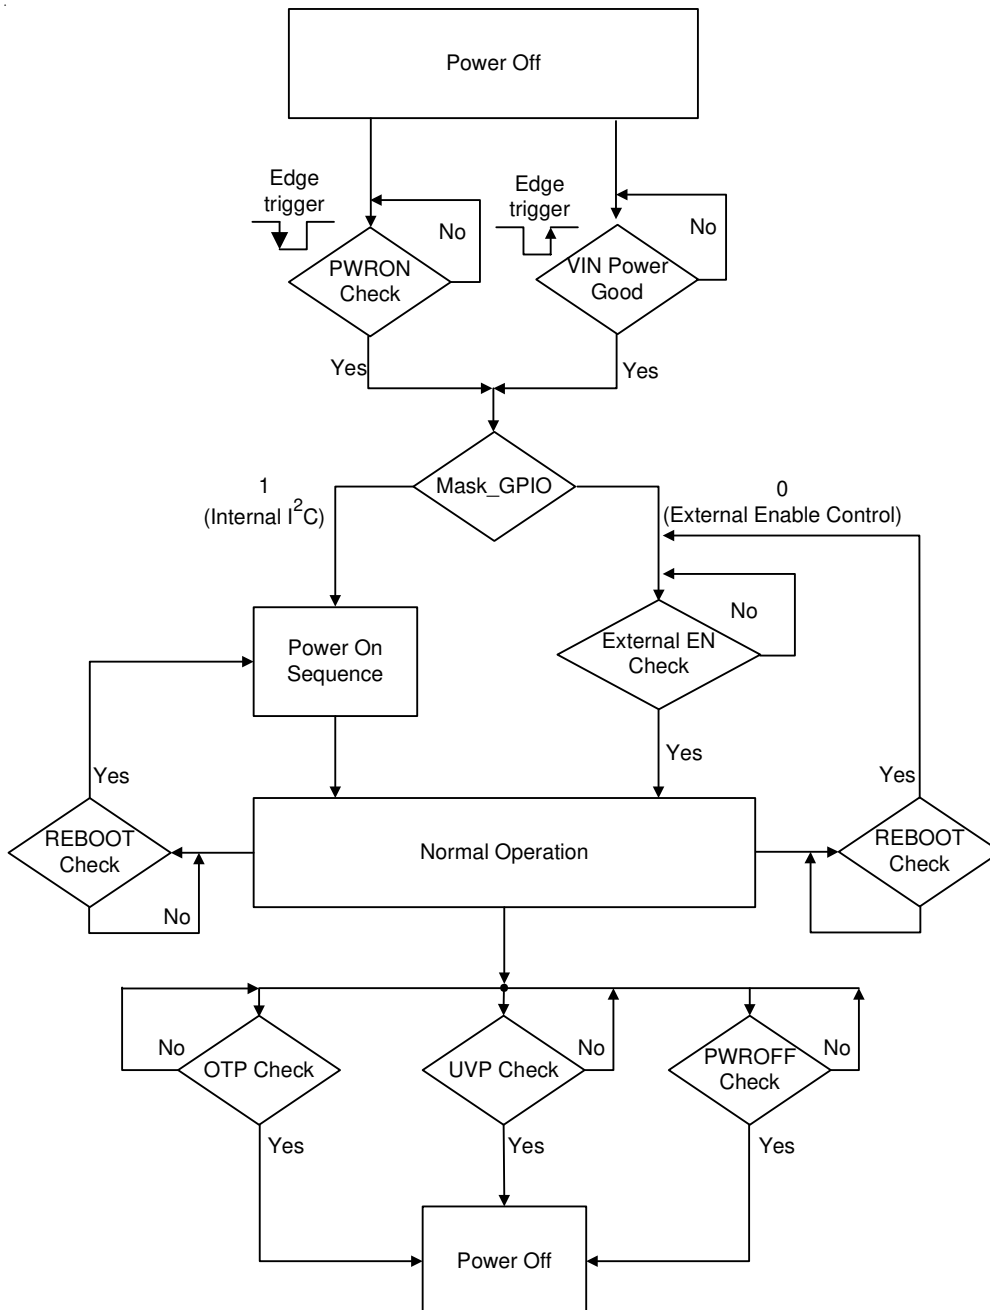 Power Off
Edge
trigger
Edge
trigger
No
No
PWRON
Check
VIN Power
Good
Yes
Yes
Mask_GPIO
1
(Internal I²C)
0
(External Enable Control)
No
Power On
Sequence
External EN
Check
Yes
Yes
Yes
REBOOT
Check
Normal Operation
REBOOT
Check
No
No
OTP Check
UVP Check
No
PWROFF
Check
No
Yes
Yes
Yes
Power Off